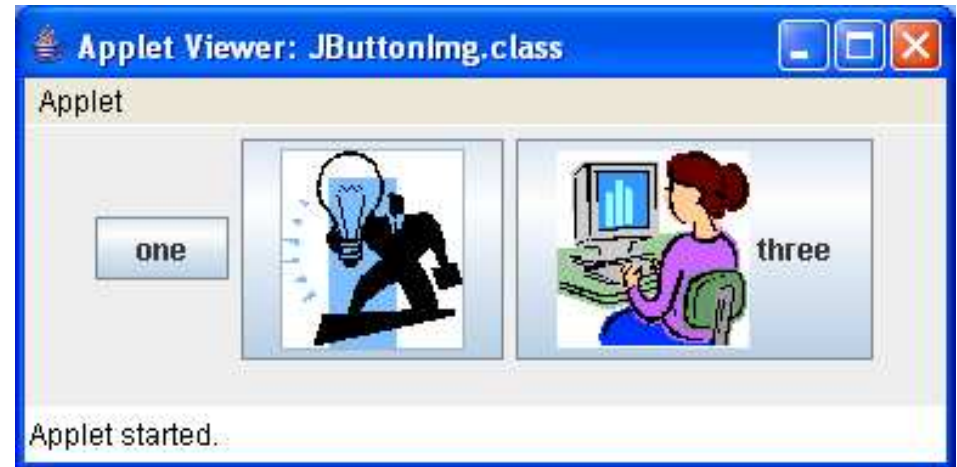 Applet Viewer: JButtonImg.class
Applet
one
three
Applet started.